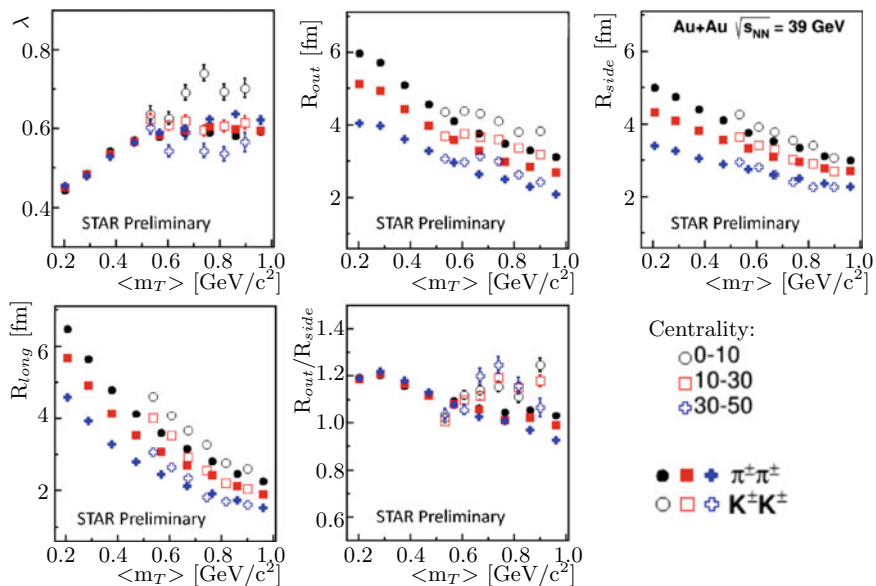 λ
0.8
0.6
0.4
STAR Preliminary
0.2 0.4 0.6 0.8 1.0
<m_T> [GeV/c²]
R_out [fm]
6
4
2
STAR Preliminary
0.2 0.4 0.6 0.8 1.0
<m_T> [GeV/c²]
Au+Au √s_NN = 39 GeV
R_side [fm]
6
4
2
STAR Preliminary
0.2 0.4 0.6 0.8 1.0
<m_T> [GeV/c²]
R_long [fm]
6
4
2
STAR Preliminary
0.2 0.4 0.6 0.8 1.0
<m_T> [GeV/c²]
R_out/R_side
1.4
1.2
1.0
0.8
0.6
STAR Preliminary
0.2 0.4 0.6 0.8 1.0
<m_T> [GeV/c²]
Centrality:
0-10
10-30
30-50
π±π±
K±K±